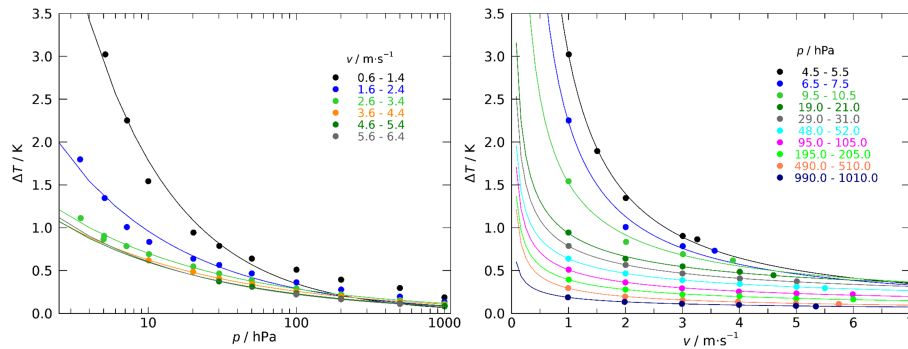 3.5
3.0
2.5
2.0
1.5
1.0
0.5
0.0
ΔT / K
v / m·s⁻¹
0.6 - 1.4
1.6 - 2.4
2.6 - 3.4
3.6 - 4.4
4.6 - 5.4
5.6 - 6.4
10
100
1000
p / hPa
3.5
3.0
2.5
2.0
1.5
1.0
0.5
0.0
ΔT / K
p / hPa
4.5 - 5.5
6.5 - 7.5
9.5 - 10.5
19.0 - 21.0
29.0 - 31.0
48.0 - 52.0
95.0 - 105.0
195.0 - 205.0
490.0 - 510.0
990.0 - 1010.0
0 1 2 3 4 5 6
v / m·s⁻¹